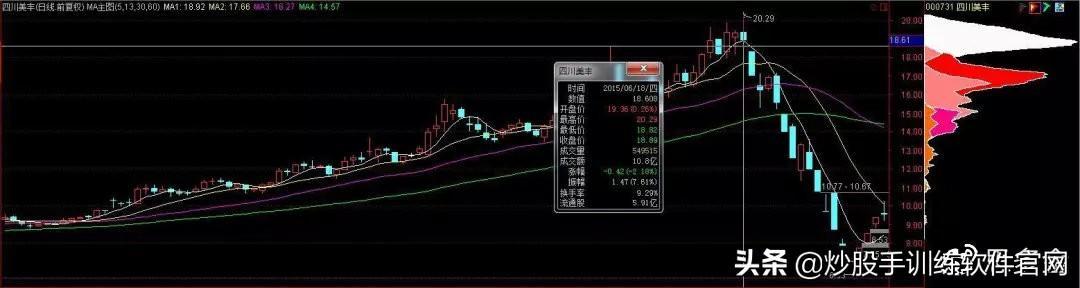 四川美丰(日线 前复权) MA主图(5,13,30,60) MA1: 18.92 MA2: 17.66 MA3: 16.27 MA4: 14.57
000731 四川美丰
20.29
20.00
18.61
17.00
16.00
15.00
14.00
13.00
12.00
11.00
10.00
9.00
8.00
10.77 - 10.67
四川美丰
时间 2015/06/18/四
数值 18.608
开盘价 19.36(0.26%)
最高价 20.29
最低价 18.82
收盘价 18.89
成交量 549515
成交额 10.8亿
涨幅 -0.42(-2.18%)
振幅 1.47(7.61%)
换手率 9.29%
流通股 5.91亿
头条 @炒股手训练软件官网